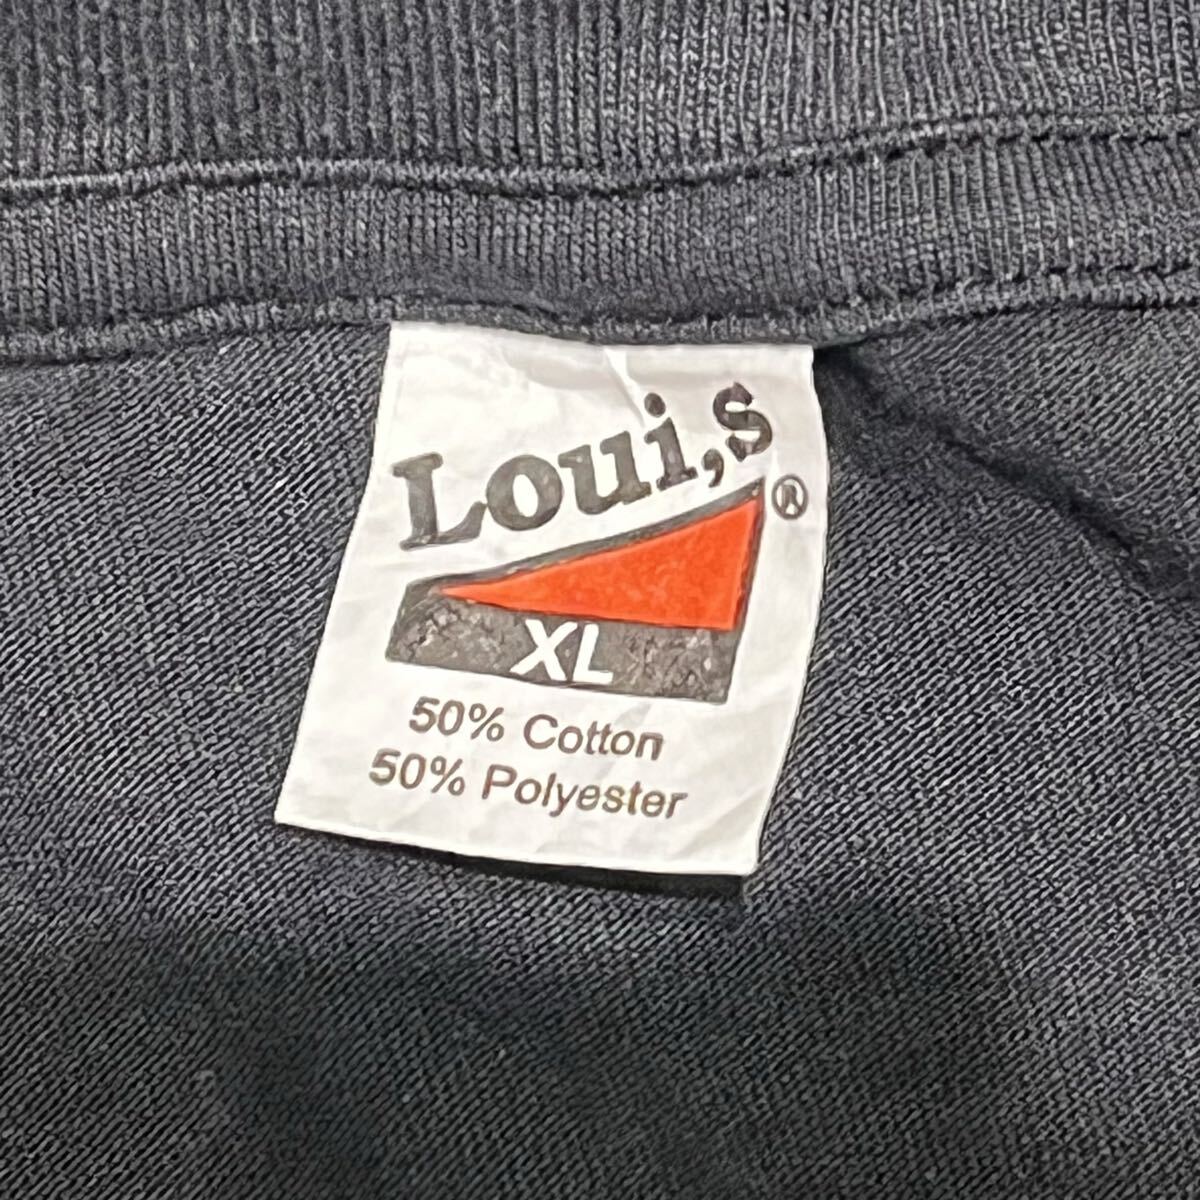 Loui,s
®
XL
50% Cotton
50% Polyester